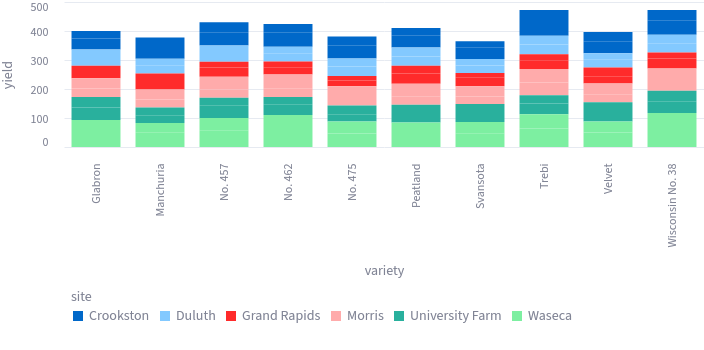 500
400
300
200
100
0
yield
Glabron
Manchuria
No. 457
No. 462
No. 475
Peatland
Svansota
Trebi
Velvet
Wisconsin No. 38
variety
site
Crookston Duluth Grand Rapids Morris University Farm Waseca